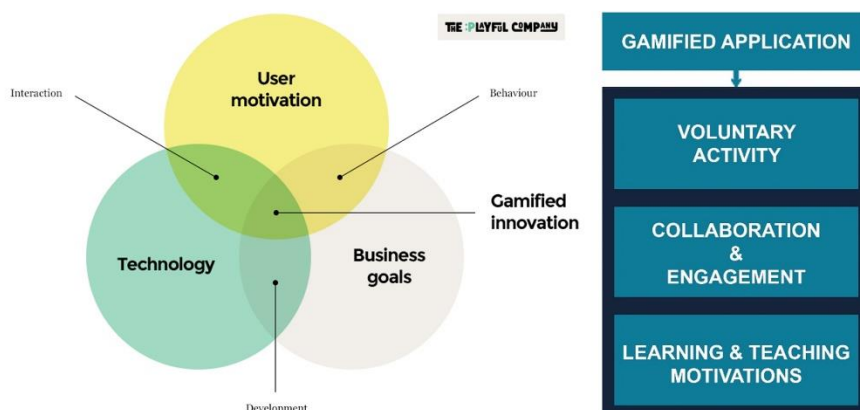 THE :PLAYFUL COMPANY
User
motivation
Interaction
Behaviour
Gamified
innovation
Technology
Business
goals
Development
GAMIFIED APPLICATION
VOLUNTARY
ACTIVITY
COLLABORATION
&
ENGAGEMENT
LEARNING & TEACHING
MOTIVATIONS